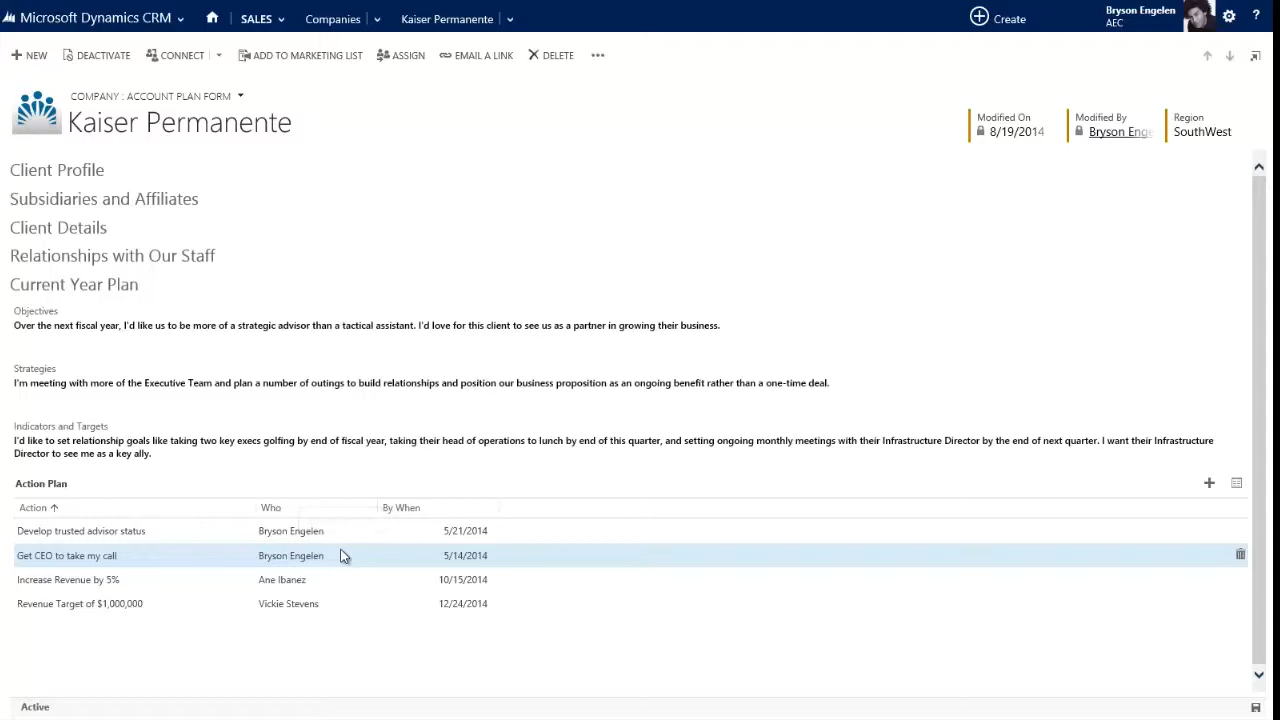 Microsoft Dynamics CRM SALES Companies Kaiser Permanente Create Bryson Engelen
AEC ?
NEW DEACTIVATE CONNECT ADD TO MARKETING LIST ASSIGN EMAIL A LINK DELETE
COMPANY : ACCOUNT PLAN FORM
Kaiser Permanente
Modified On
8/19/2014
Modified By
Bryson Enge
Region
SouthWest
Client Profile
Subsidiaries and Affiliates
Client Details
Relationships with Our Staff
Current Year Plan
Objectives
Over the next fiscal year, I'd like us to be more of a strategic advisor than a tactical assistant. I'd love for this client to see us as a partner in growing their business.
Strategies
I'm meeting with more of the Executive Team and plan a number of outings to build relationships and position our business proposition as an ongoing benefit rather than a one-time deal.
Indicators and Targets
I'd like to set relationship goals like taking two key execs golfing by end of fiscal year, taking their head of operations to lunch by end of this quarter, and setting ongoing monthly meetings with their Infrastructure Director by the end of next quarter. I want their Infrastructure
Director to see me as a key ally.
Action Plan
Action Who By When
Develop trusted advisor status Bryson Engelen 5/21/2014
Get CEO to take my call Bryson Engelen 5/14/2014
Increase Revenue by 5% Ane Ibanez 10/15/2014
Revenue Target of $1,000,000 Vickie Stevens 12/24/2014
Active